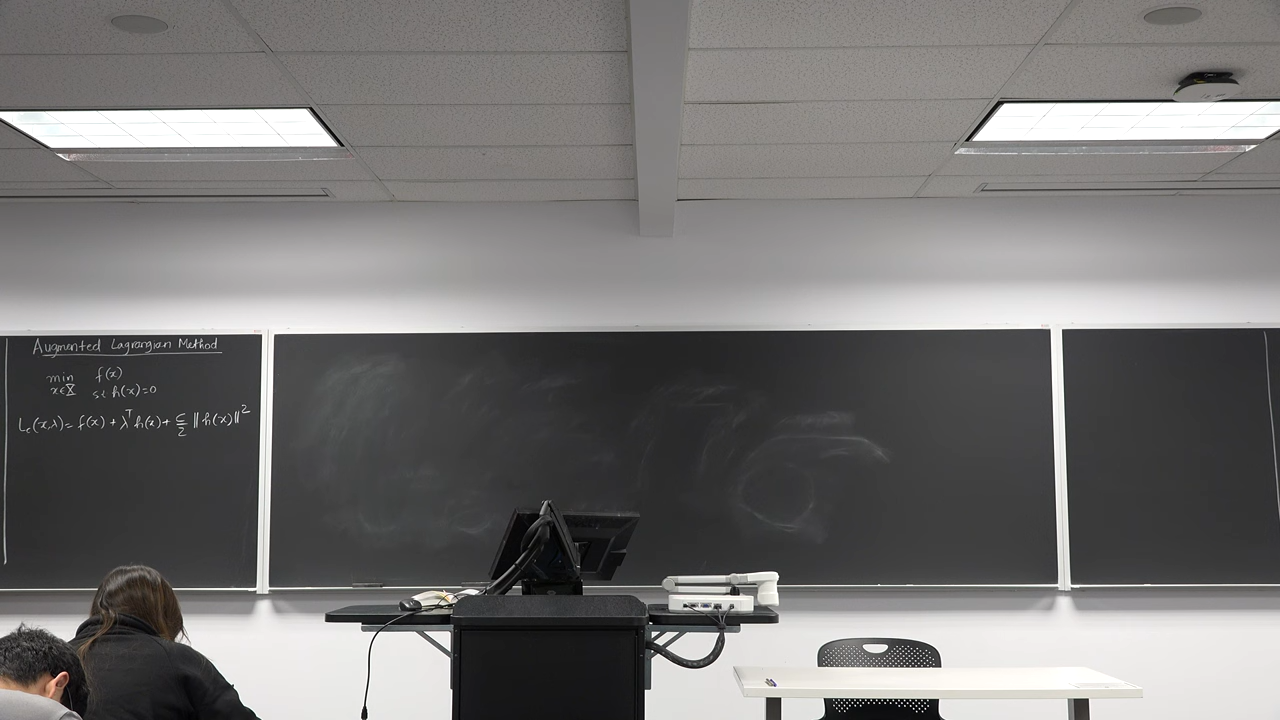 Augmented Lagrangian Method
min f(x)
x∈X s.t h(x)=0
L_c(x,λ) = f(x) + λ^T h(x) + c/2 ||h(x)||^2